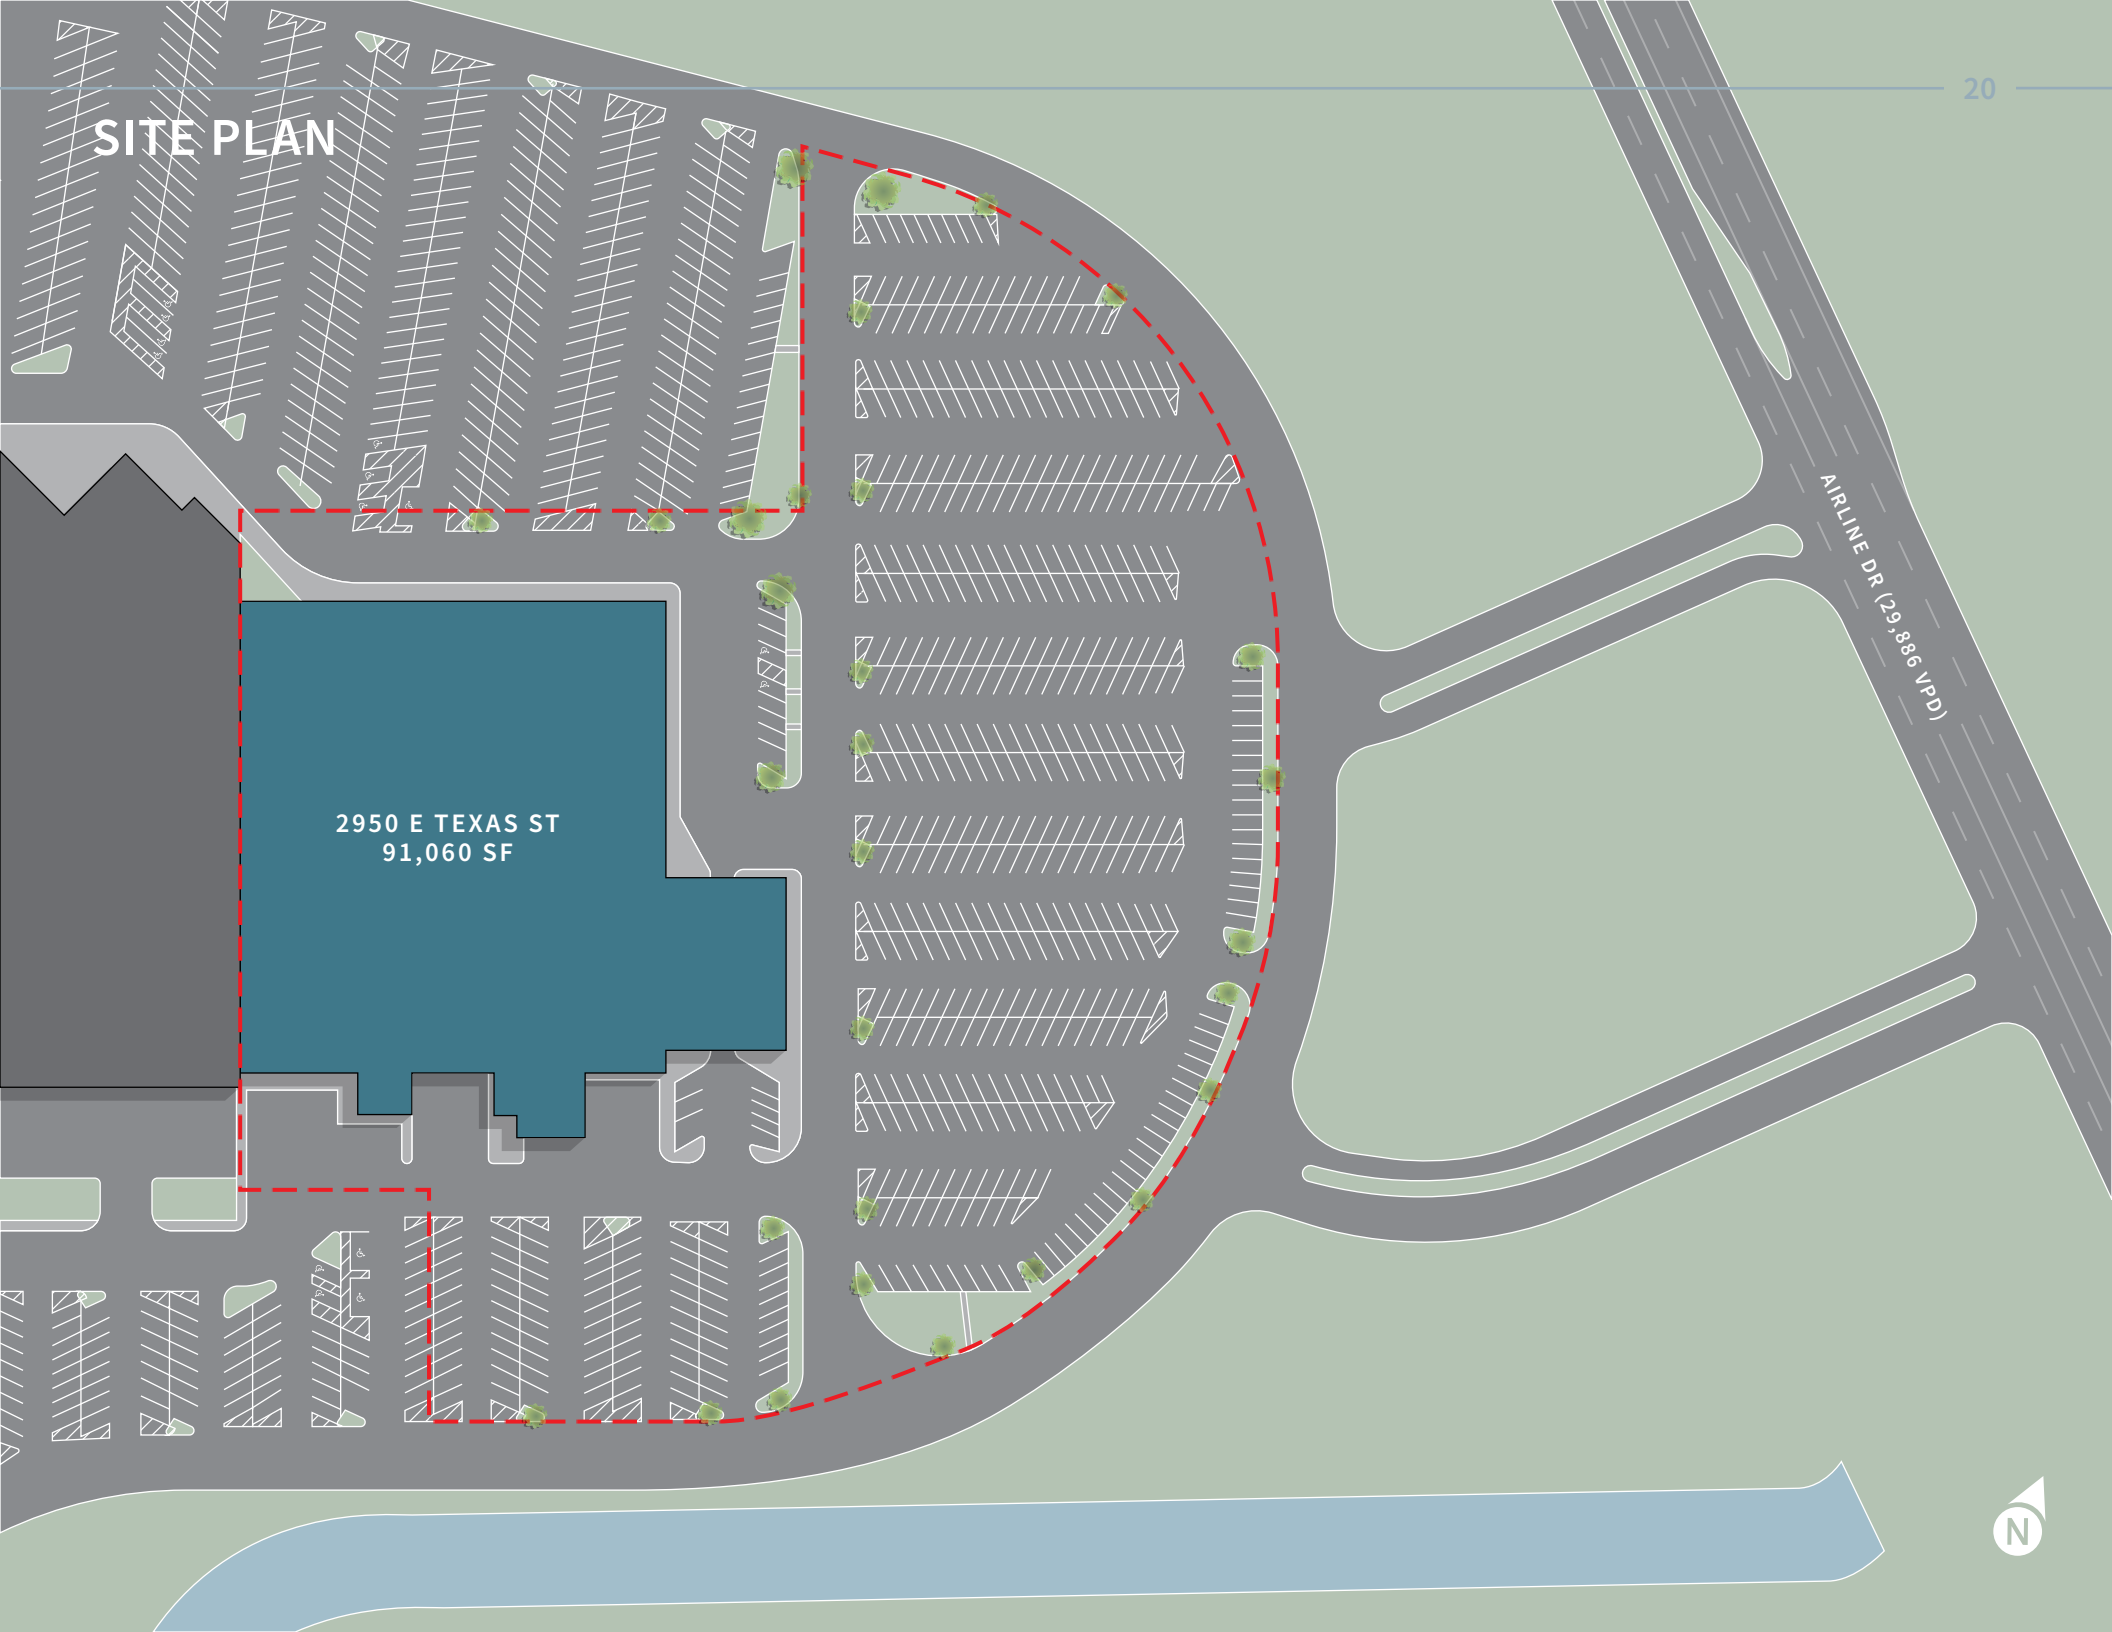 20
SITE PLAN
AIRLINE DR (29,886 VPD)
2950 E TEXAS ST
91,060 SF
N